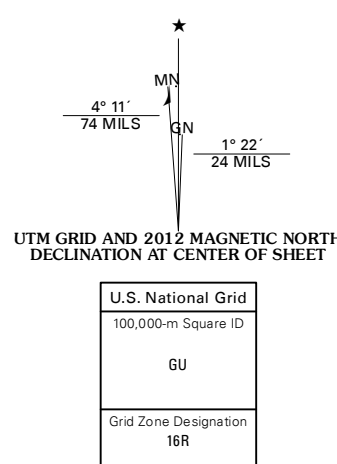 ★
MN
4° 11´
74 MILS
GN
1° 22´
24 MILS
UTM GRID AND 2012 MAGNETIC NORTH
DECLINATION AT CENTER OF SHEET
U.S. National Grid
100,000-m Square ID
GU
Grid Zone Designation
16R